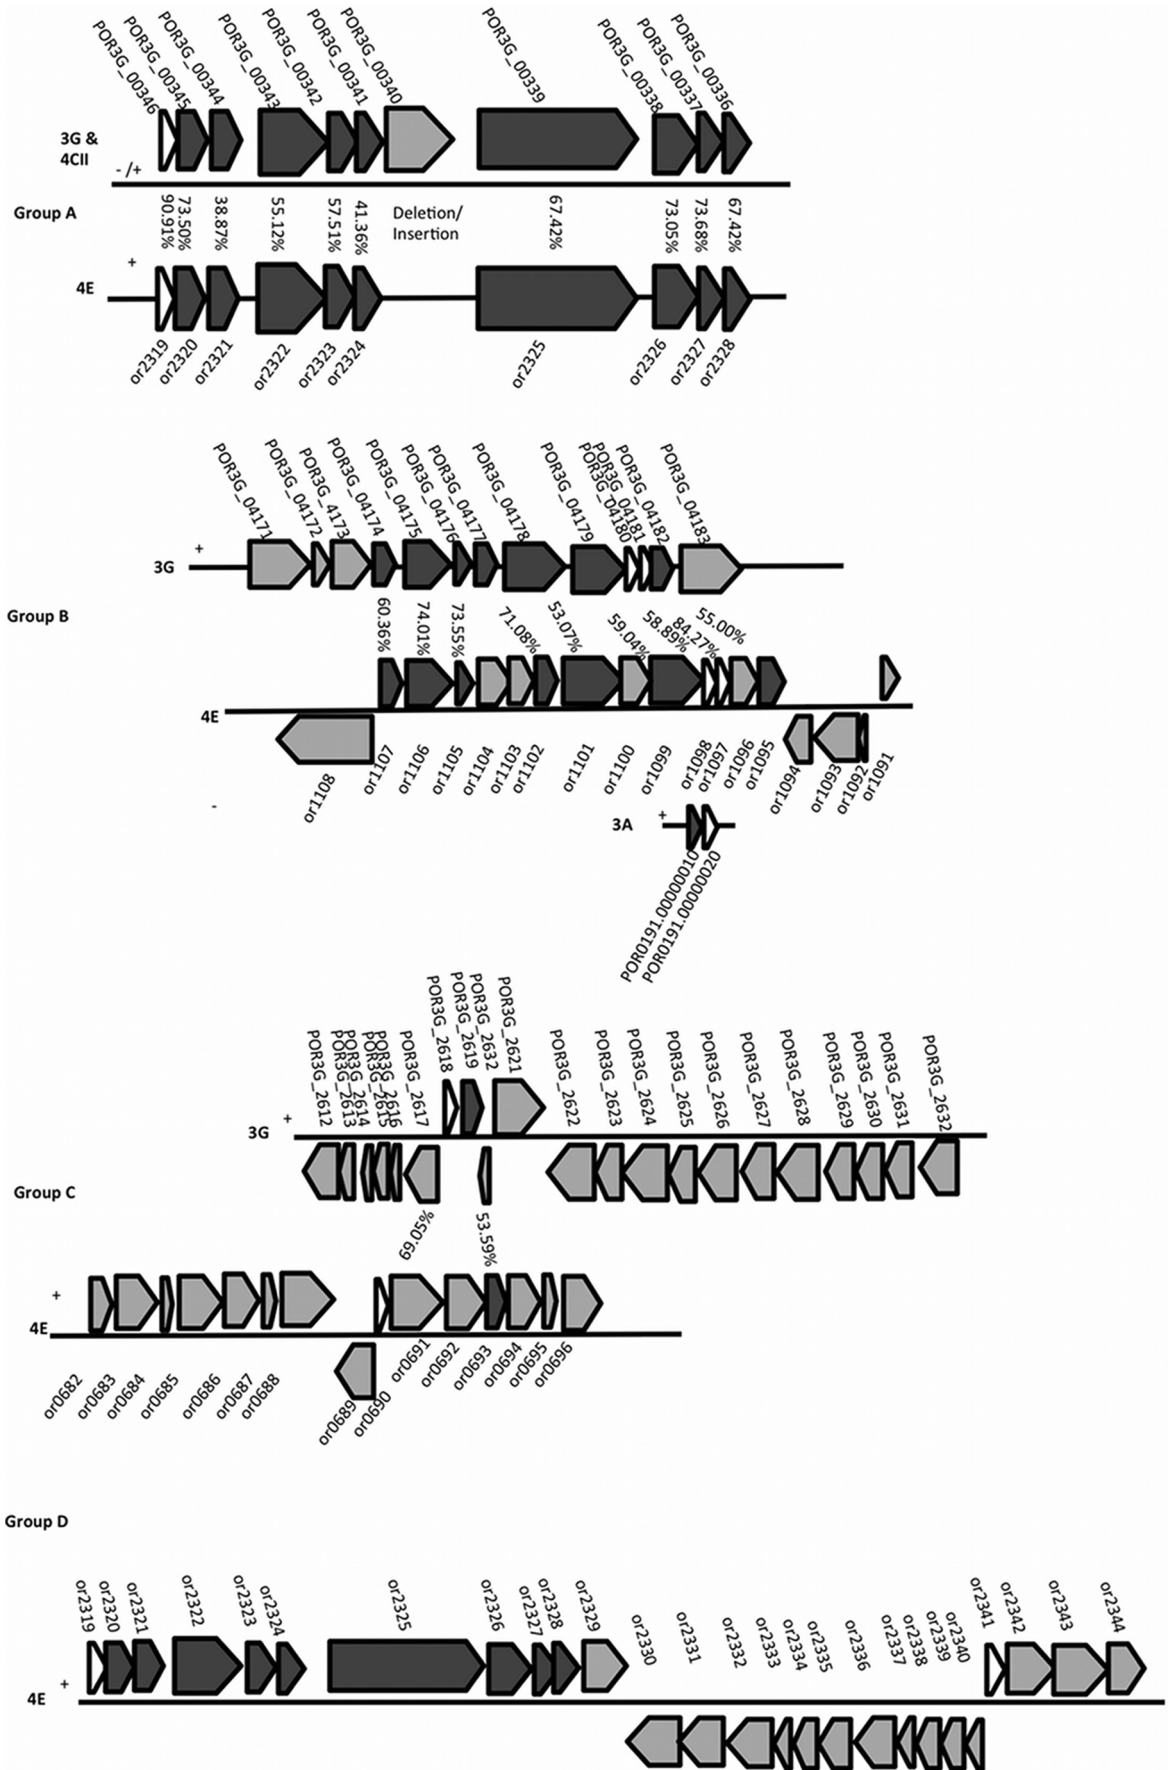 POR3G_00346
POR3G_00345
POR3G_00344
POR3G_00343
POR3G_00342
POR3G_00341
POR3G_00340
POR3G_00339
POR3G_00338
POR3G_00337
POR3G_00336
3G &
4CII
- /+
Group A
90.91%
73.50%
38.87%
55.12%
57.51%
41.36%
Deletion/
Insertion
67.42%
73.05%
73.68%
67.42%
+
4E
or2319
or2320
or2321
or2322
or2323
or2324
or2325
or2326
or2327
or2328
POR3G_04171
POR3G_04172
POR3G_4173
POR3G_04174
POR3G_04175
POR3G_04176
POR3G_04177
POR3G_04178
POR3G_04179
POR3G_04180
POR3G_04181
POR3G_04182
POR3G_04183
+
3G
Group B
60.36%
74.01%
73.55%
71.08%
53.07%
59.04%
58.89%
84.27%
55.00%
4E
or1108
or1107
or1106
or1105
or1104
or1103
or1102
or1101
or1100
or1099
or1098
or1097
or1096
or1095
or1094
or1093
or1092
or1091
-
+
3A
POR0191.00000010
POR0191.00000020
POR3G_2612
POR3G_2613
POR3G_2614
POR3G_2615
POR3G_2616
POR3G_2617
POR3G_2618
POR3G_2619
POR3G_2632
POR3G_2621
POR3G_2622
POR3G_2623
POR3G_2624
POR3G_2625
POR3G_2626
POR3G_2627
POR3G_2628
POR3G_2629
POR3G_2630
POR3G_2631
POR3G_2632
+
3G
Group C
69.05%
53.59%
+
4E
or0682
or0683
or0684
or0685
or0686
or0687
or0688
or0689
or0690
or0691
or0692
or0693
or0694
or0695
or0696
Group D
or2319
or2320
or2321
or2322
or2323
or2324
or2325
or2326
or2327
or2328
or2329
or2330
or2331
or2332
or2333
or2334
or2335
or2336
or2337
or2338
or2339
or2340
or2341
or2342
or2343
or2344
+
4E